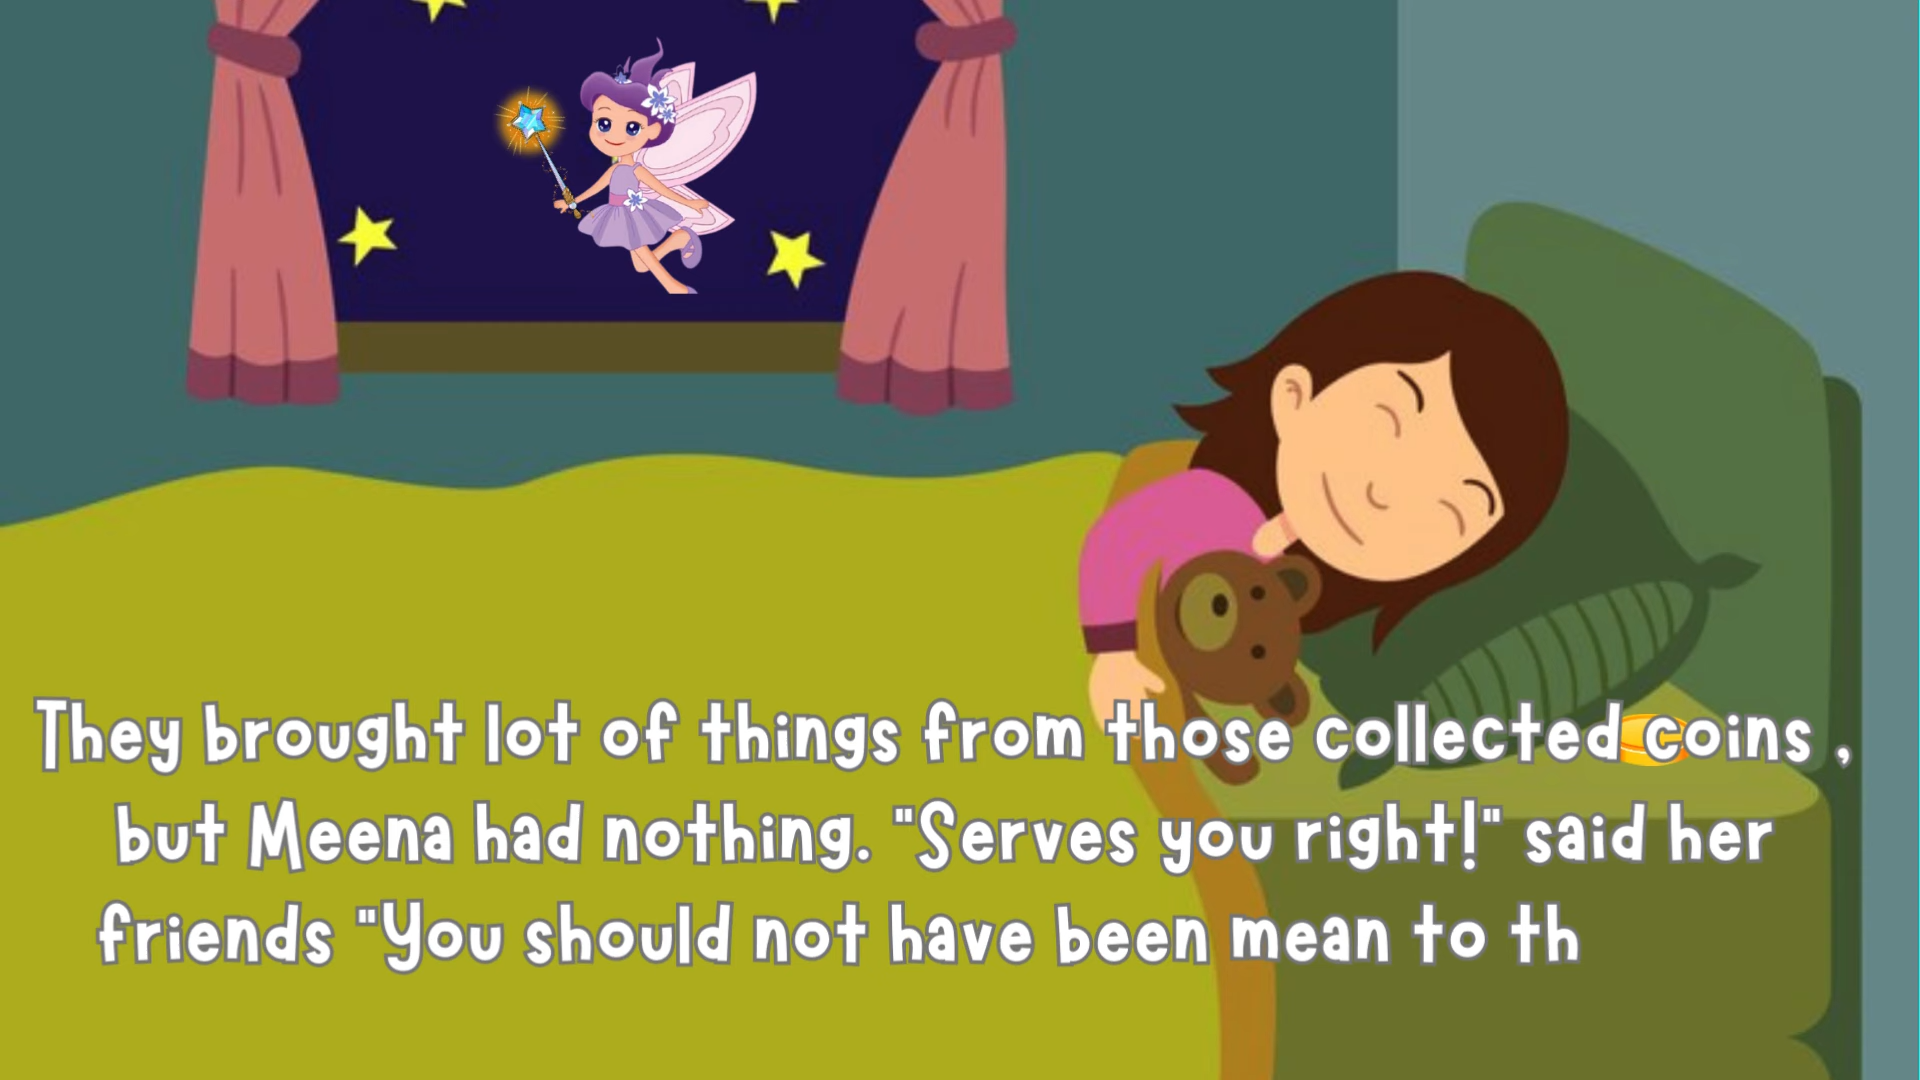 They brought lot of things from those collected coins ,
but Meena had nothing. "Serves you right!" said her
friends "You should not have been mean to th